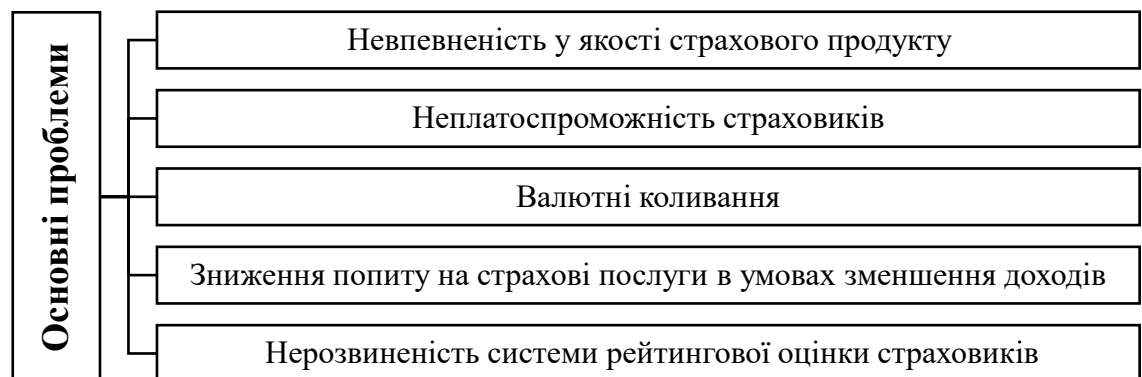 Основні проблеми
Невпевненість у якості страхового продукту
Неплатоспроможність страховиків
Валютні коливання
Зниження попиту на страхові послуги в умовах зменшення доходів
Нерозвиненість системи рейтингової оцінки страховиків